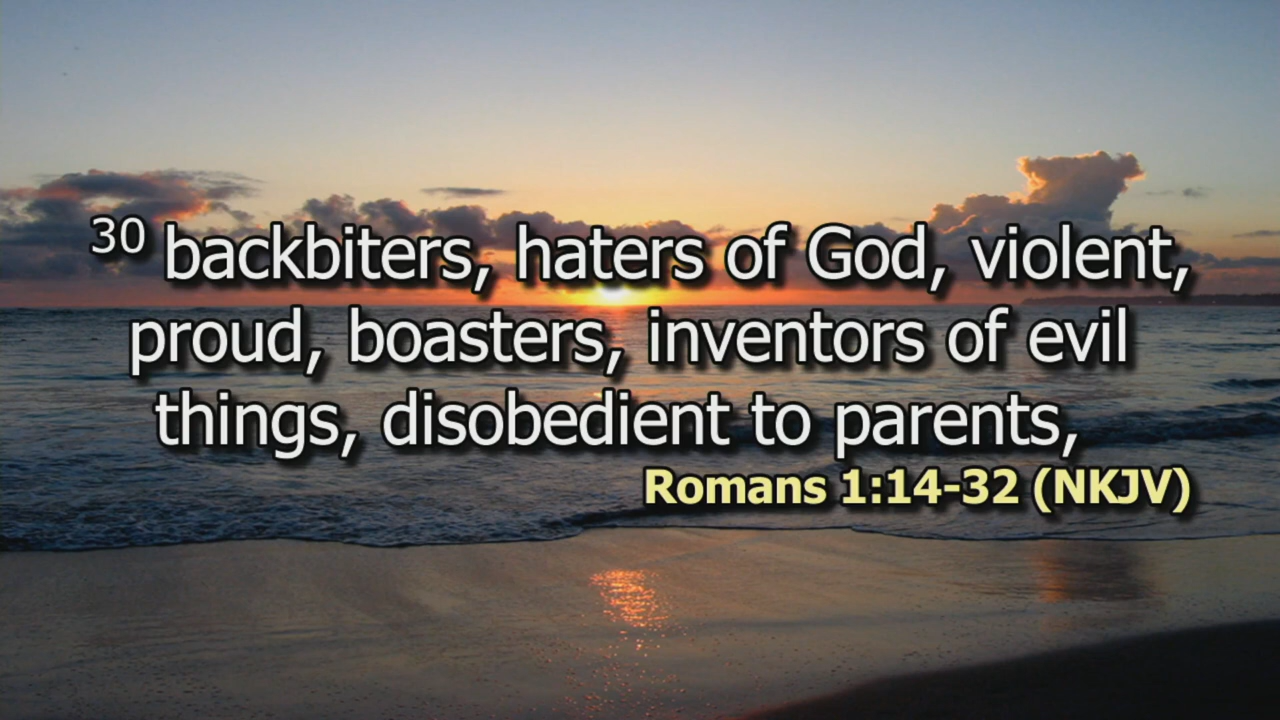 30 backbiters, haters of God, violent,
proud, boasters, inventors of evil
things, disobedient to parents,
Romans 1:14-32 (NKJV)